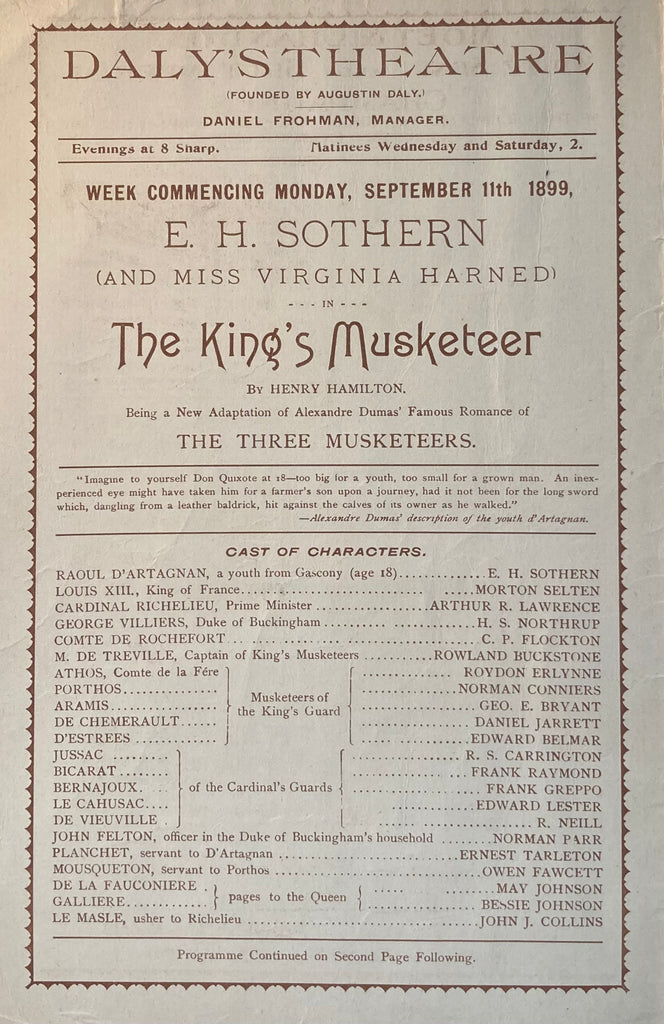 DALY'S THEATRE
(FOUNDED BY AUGUSTIN DALY.)
DANIEL FROHMAN, MANAGER.
Evenings at 8 Sharp. Matinees Wednesday and Saturday, 2.
WEEK COMMENCING MONDAY, SEPTEMBER 11th 1899,
E. H. SOTHERN
(AND MISS VIRGINIA HARNED)
- - - IN - - -
The King's Musketeer
BY HENRY HAMILTON.
Being a New Adaptation of Alexandre Dumas' Famous Romance of
THE THREE MUSKETEERS.
"Imagine to yourself Don Quixote at 18—too big for a youth, too small for a grown man. An inex-
perienced eye might have taken him for a farmer's son upon a journey, had it not been for the long sword
which, dangling from a leather baldrick, hit against the calves of its owner as he walked."
—Alexandre Dumas' description of the youth d'Artagnan.
CAST OF CHARACTERS.
RAOUL D'ARTAGNAN, a youth from Gascony (age 18)..............E. H. SOTHERN
LOUIS XIII., King of France.................................. .....MORTON SELTEN
CARDINAL RICHELIEU, Prime Minister ...................ARTHUR R. LAWRENCE
GEORGE VILLIERS, Duke of Buckingham..........................H. S. NORTHRUP
COMTE DE ROCHEFORT .......................................C. P. FLOCKTON
M. DE TREVILLE, Captain of King's Musketeers ...........ROWLAND BUCKSTONE
ATHOS, Comte de la Fére .................. ROYDON ERLYNNE
PORTHOS............... ...............NORMAN CONNIERS
ARAMIS................. Musketeers of the King's Guard ................. GEO. E. BRYANT
DE CHEMERAULT...... ................. DANIEL JARRETT
D'ESTREES ............ ................EDWARD BELMAR
JUSSAC ......... .................. R. S. CARRINGTON
BICARAT ........ .................. FRANK RAYMOND
BERNAJOUX. of the Cardinal's Guards .................... FRANK GREPPO
LE CAHUSAC.... .............EDWARD LESTER
DE VIEUVILLE . ......................... R. NEILL
JOHN FELTON, officer in the Duke of Buckingham's household ........NORMAN PARR
PLANCHET, servant to D'Artagnan ...........................ERNEST TARLETON
MOUSQUETON, servant to Porthos...............................OWEN FAWCETT
DE LA FAUCONIERE . ..... .........MAY JOHNSON
GALLIERE............ pages to the Queen .................. BESSIE JOHNSON
LE MASLE, usher to Richelieu ...................................JOHN J. COLLINS
Programme Continued on Second Page Following.